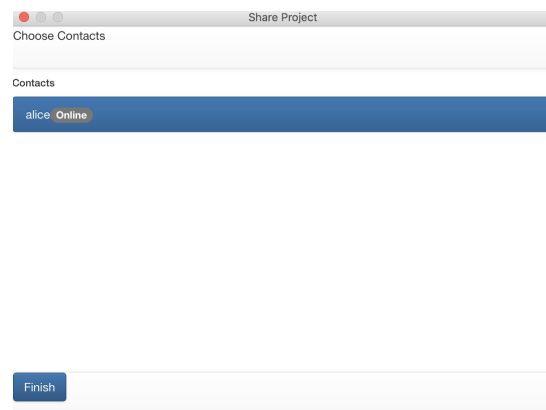 Share Project
Choose Contacts
Contacts
alice Online
Finish